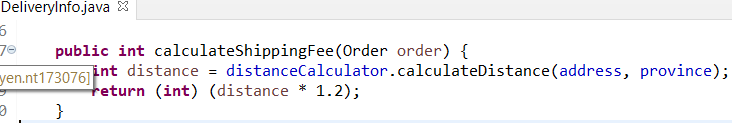 DeliveryInfo.java
6
7 public int calculateShippingFee(Order order) {
yen.nt173076] int distance = distanceCalculator.calculateDistance(address, province);
return (int) (distance * 1.2);
0 }